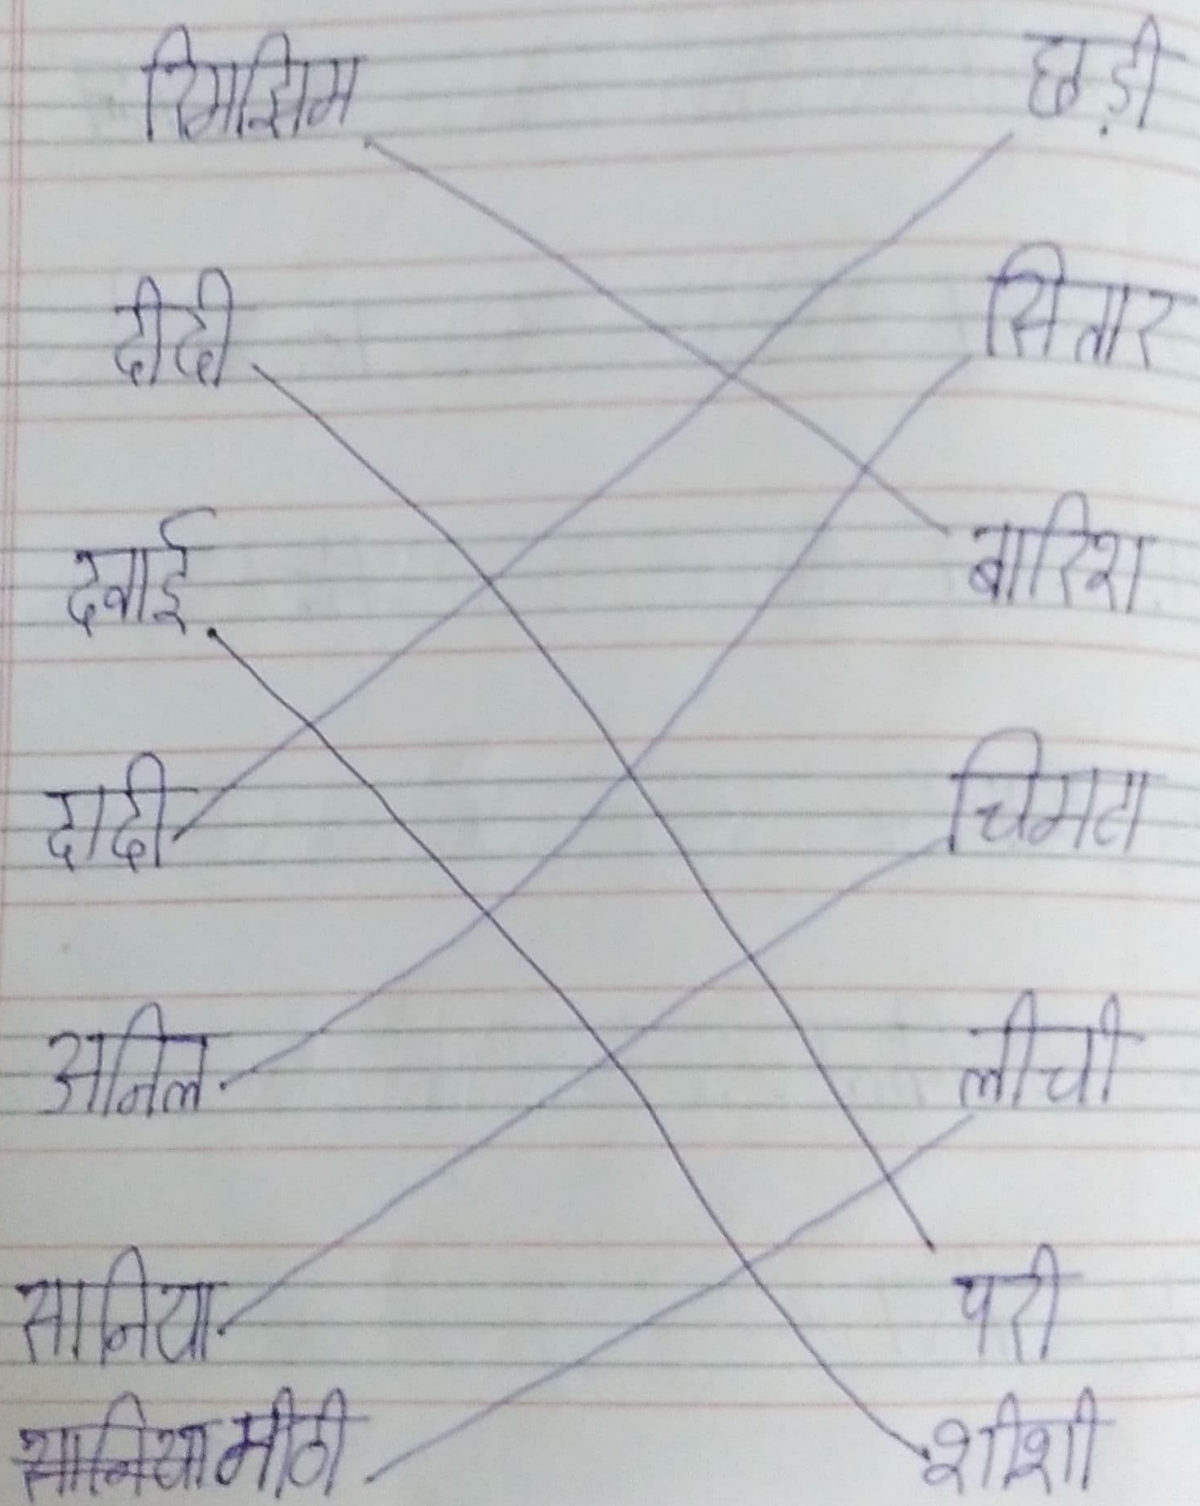 रिमझिम छड़ी
दीदी सितार
दवाई बारिश
दादी चिमटा
अनिल लीची
सानिया परी
सानिया मीठी शीशी